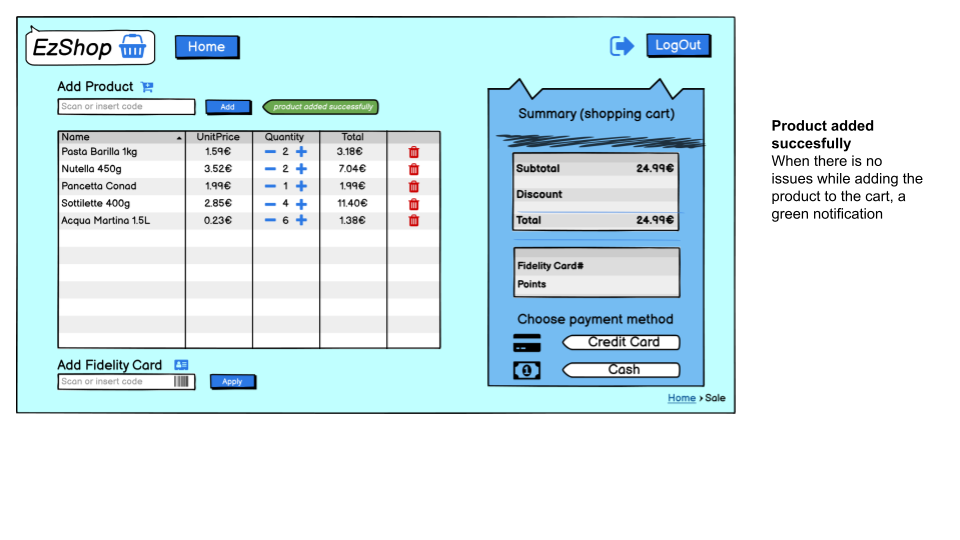 EzShop
Home
LogOut
Add Product
Scan or insert code
Add
product added successfully
Name UnitPrice Quantity Total
Pasta Barilla 1kg 1.59€ 2 3.18€
Nutella 450g 3.52€ 2 7.04€
Pancetta Conad 1.99€ 1 1.99€
Sottilette 400g 2.85€ 4 11.40€
Acqua Martina 1.5L 0.23€ 6 1.38€
Add Fidelity Card
Scan or insert code
Apply
Summary (shopping cart)
Subtotal 24.99€
Discount
Total 24.99€
Fidelity Card#
Points
Choose payment method
Credit Card
1
Cash
Home › Sale
Product added
succesfully
When there is no
issues while adding the
product to the cart, a
green notification